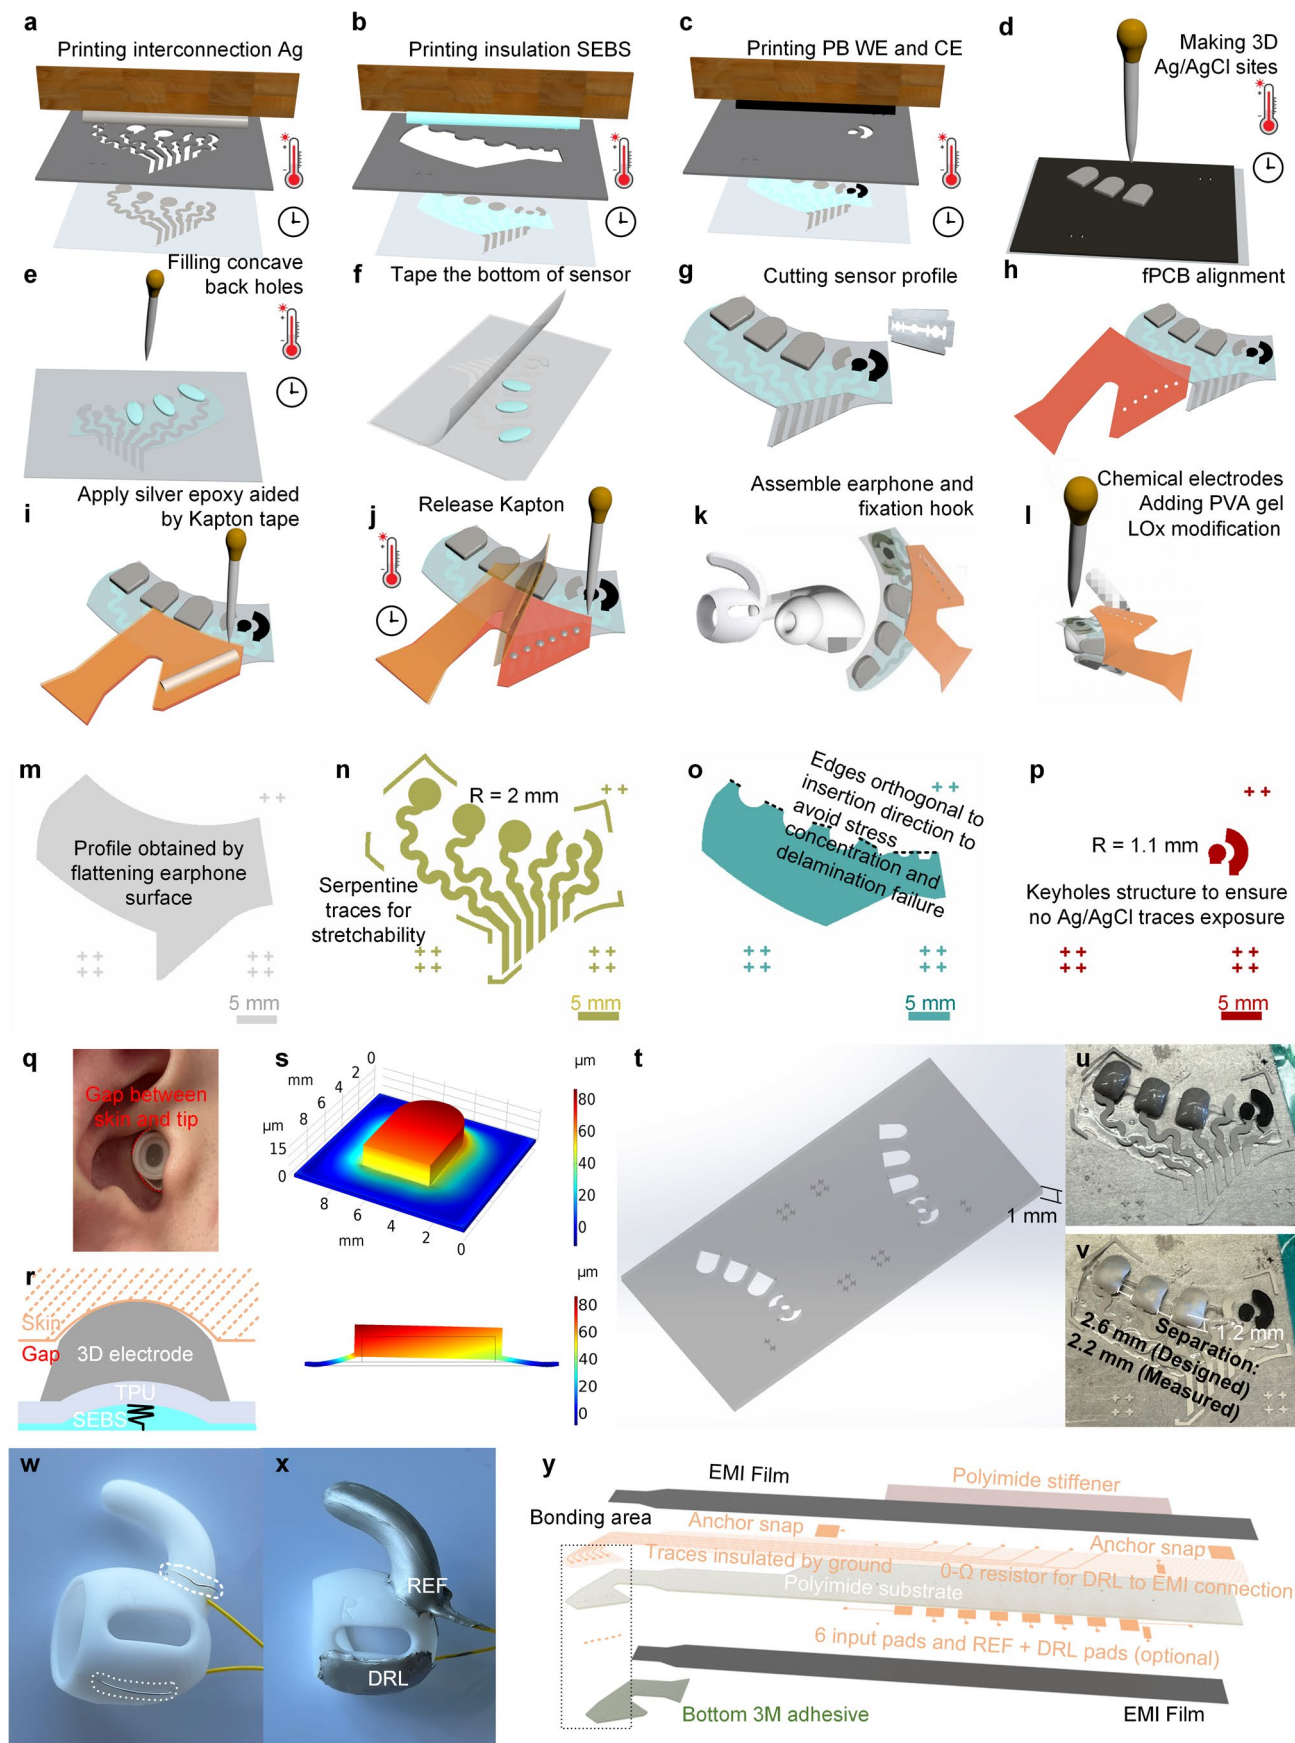 a
Printing interconnection Ag
b
Printing insulation SEBS
c
Printing PB WE and CE
d
Making 3D
Ag/AgCl sites
e
Filling concave
back holes
f
Tape the bottom of sensor
g
Cutting sensor profile
h
fPCB alignment
i
Apply silver epoxy aided
by Kapton tape
j
Release Kapton
k
Assemble earphone and
fixation hook
l
Chemical electrodes
Adding PVA gel
LOx modification
m
Profile obtained by
flattening earphone
surface
5 mm
n
R = 2 mm
Serpentine
traces for
stretchability
5 mm
o
Edges orthogonal to
insertion direction to
avoid stress
concentration and
delamination failure
5 mm
p
R = 1.1 mm
Keyholes structure to ensure
no Ag/AgCl traces exposure
5 mm
q
Gap between
skin and tip
r
Skin
Gap
3D electrode
TPU
SEBS
s
0
2
4
6
8
mm
µm
15
0
8
6
4
2
0
mm
µm
80
60
40
20
0
µm
80
60
40
20
0
t
1 mm
u
v
1.2 mm
Separation:
2.6 mm (Designed)
2.2 mm (Measured)
w
x
REF
R
DRL
y
EMI Film
Polyimide stiffener
Bonding area
Anchor snap
Anchor snap
Traces insulated by ground
0-Ω resistor for DRL to EMI connection
Polyimide substrate
6 input pads and REF + DRL pads (optional)
Bottom 3M adhesive
EMI Film